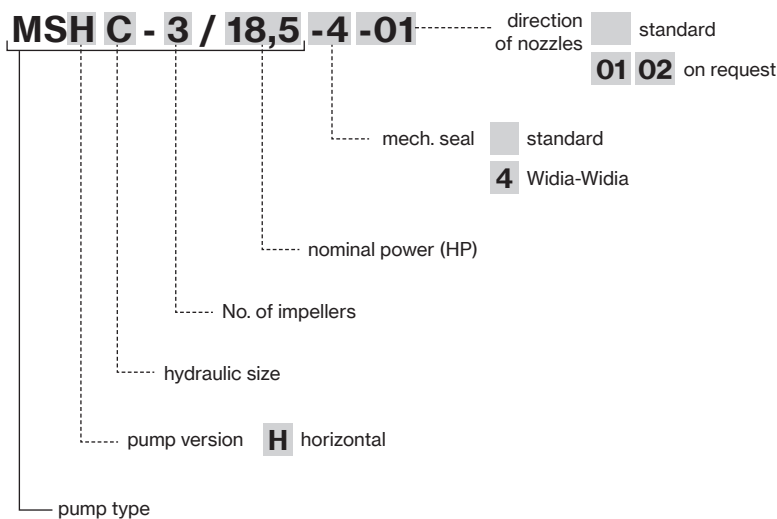 MSHC - 3 / 18,5 -4 -01
direction
of nozzles
standard
01 02 on request
mech. seal
standard
4 Widia-Widia
nominal power (HP)
No. of impellers
hydraulic size
pump version H horizontal
pump type